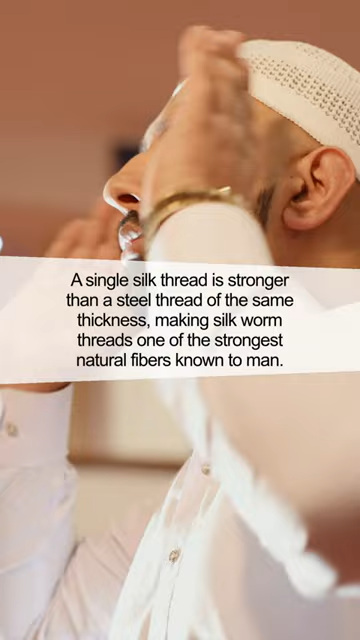 A single silk thread is stronger
than a steel thread of the same
thickness, making silk worm
threads one of the strongest
natural fibers known to man.